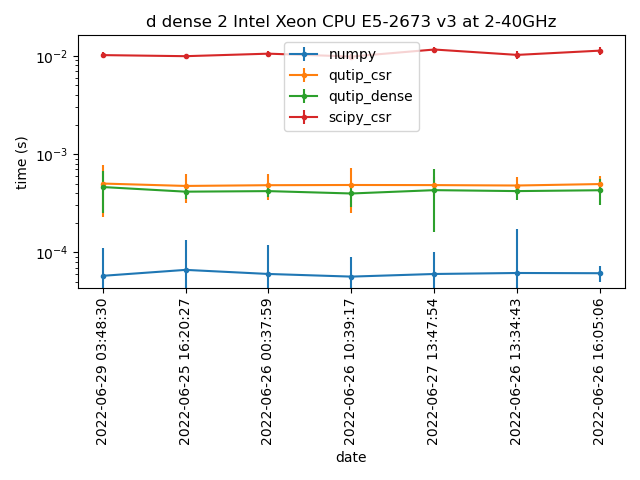 d dense 2 Intel Xeon CPU E5-2673 v3 at 2-40GHz
numpy
qutip_csr
qutip_dense
scipy_csr
time (s)
10^-2
10^-3
10^-4
2022-06-29 03:48:30
2022-06-25 16:20:27
2022-06-26 00:37:59
2022-06-26 10:39:17
2022-06-27 13:47:54
2022-06-26 13:34:43
2022-06-26 16:05:06
date